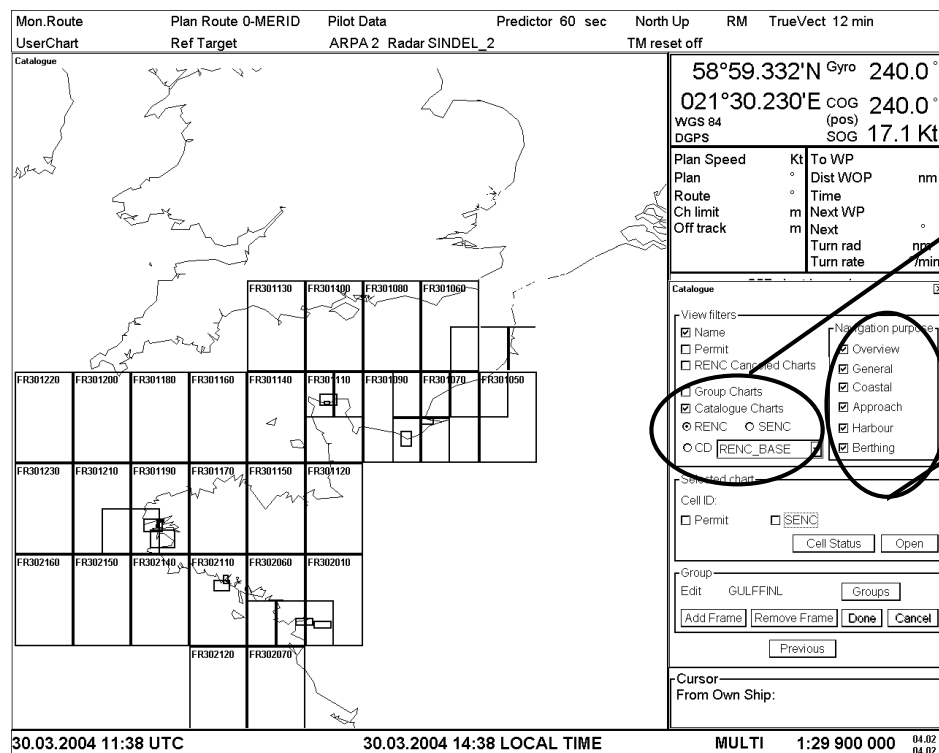 Mon.Route Plan Route 0-MERID Pilot Data Predictor 60 sec North Up RM TrueVect 12 min
UserChart Ref Target ARPA 2 Radar SINDEL_2 TM reset off
Catalogue
58°59.332'N Gyro 240.0°
021°30.230'E COG 240.0°
WGS 84 (pos)
DGPS SOG 17.1 Kt
Plan Speed Kt To WP
Plan ° Dist WOP nm
Route ° Time
Ch limit m Next WP
Off track m Next °
Turn rad nm
Turn rate °/min
Catalogue
View filters
Name
Permit
RENC Cancelled Charts
Group Charts
Catalogue Charts
RENC SENC
CD RENC_BASE
Navigation purpose
Overview
General
Coastal
Approach
Harbour
Berthing
Selected chart
Cell ID:
Permit SENC
Cell Status Open
Group
Edit GULFFINL Groups
Add Frame Remove Frame Done Cancel
Previous
Cursor
From Own Ship:
FR301130 FR301100 FR301080 FR301060
FR301220 FR301200 FR301180 FR301160 FR301140 FR301110 FR301090 FR301070 FR301050
FR301230 FR301210 FR301190 FR301170 FR301150 FR301120
FR302160 FR302150 FR302140 FR302110 FR302060 FR302010
FR302120 FR302070
30.03.2004 11:38 UTC 30.03.2004 14:38 LOCAL TIME MULTI 1:29 900 000 04.02
04.02